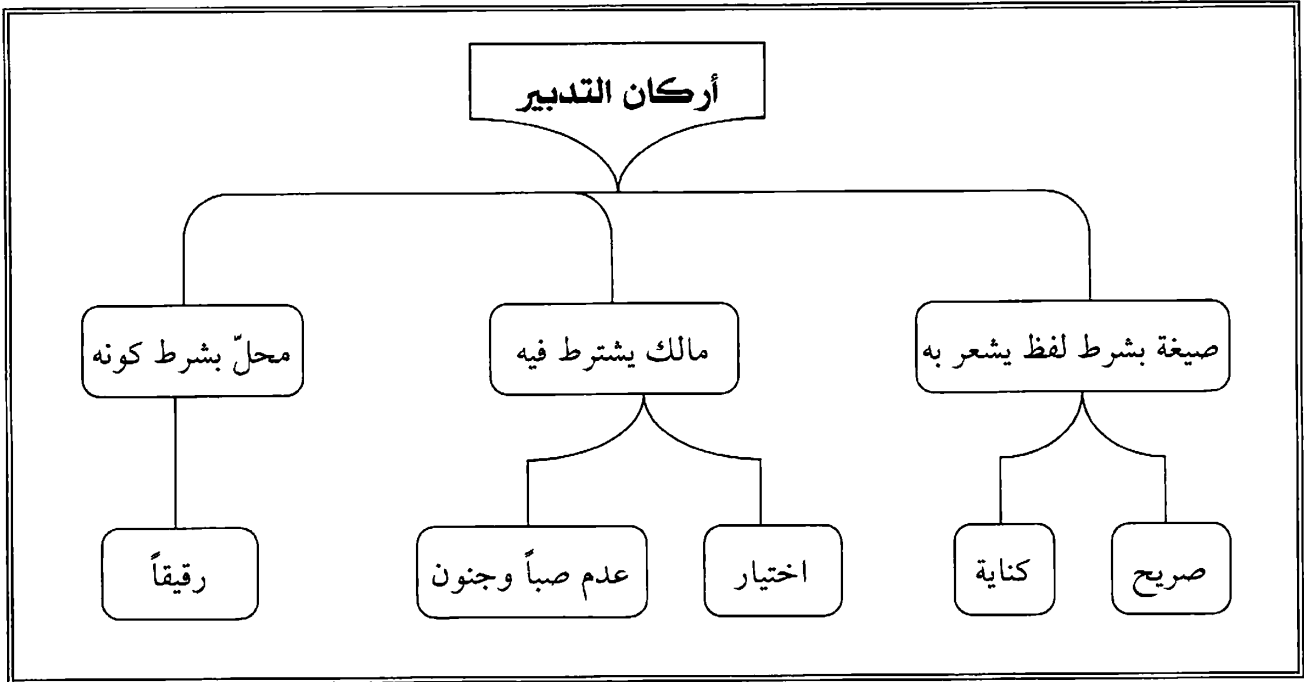 أركان التدبير
صيغة بشرط لفظ يشعر به
مالك يشترط فيه
محلّ بشرط كونه
صريح
كناية
اختيار
عدم صباً وجنون
رقيقاً